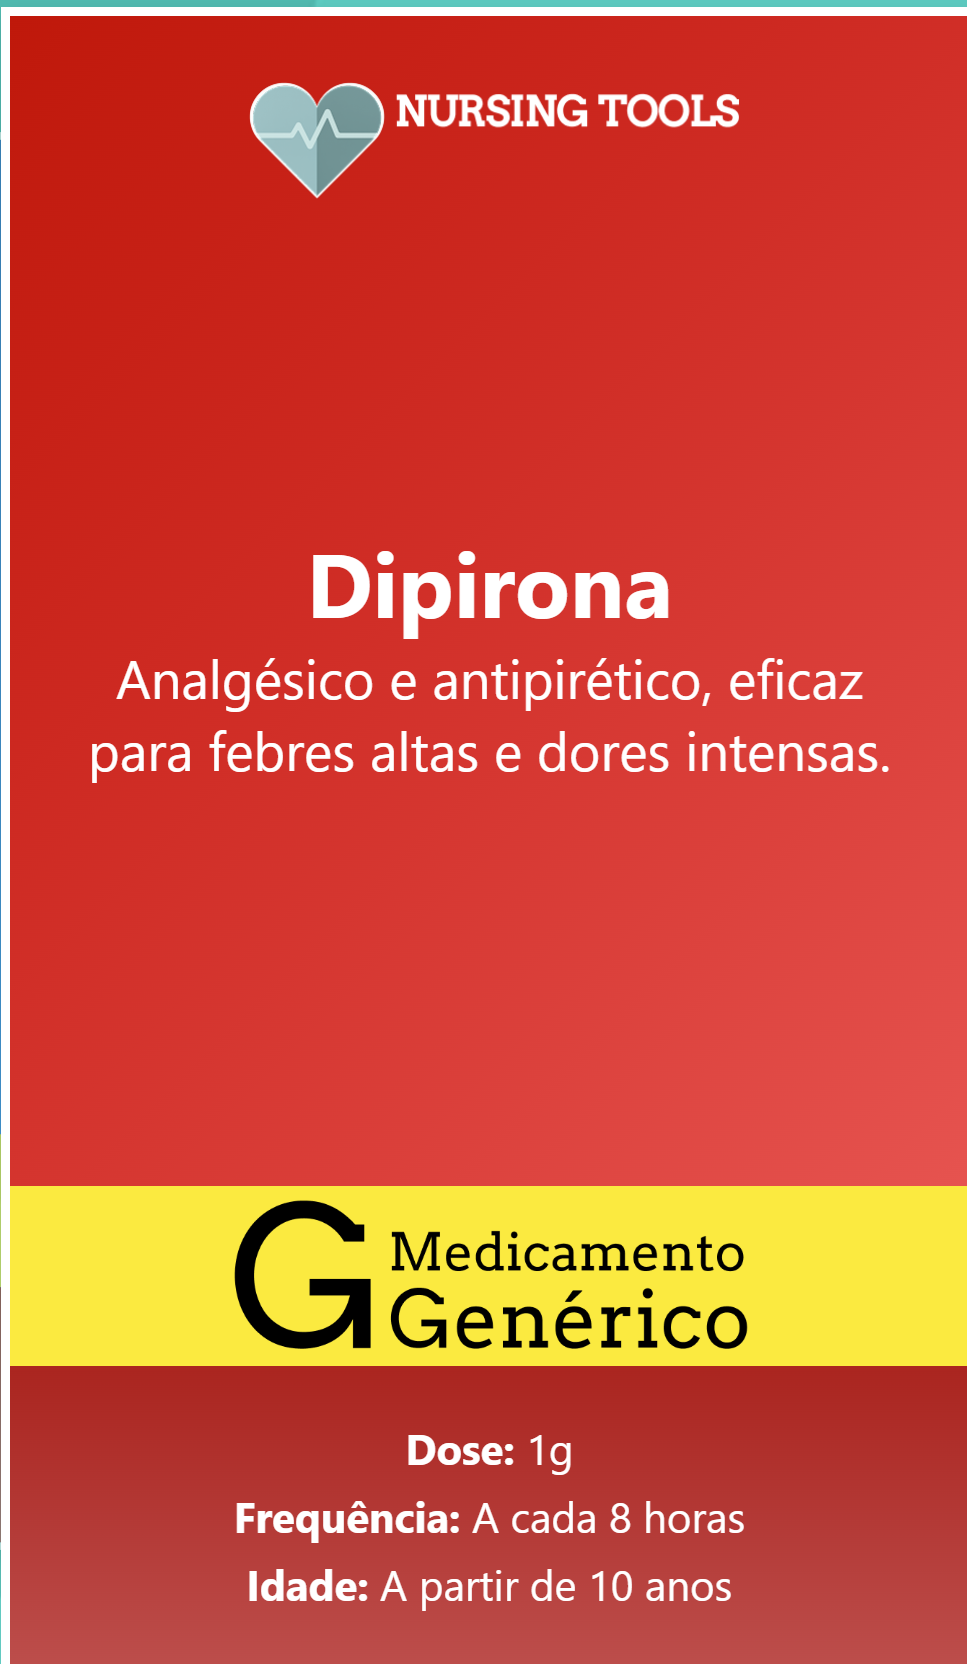 NURSING TOOLS
Dipirona
Analgésico e antipirético, eficaz
para febres altas e dores intensas.
G Medicamento
Genérico
Dose: 1g
Frequência: A cada 8 horas
Idade: A partir de 10 anos